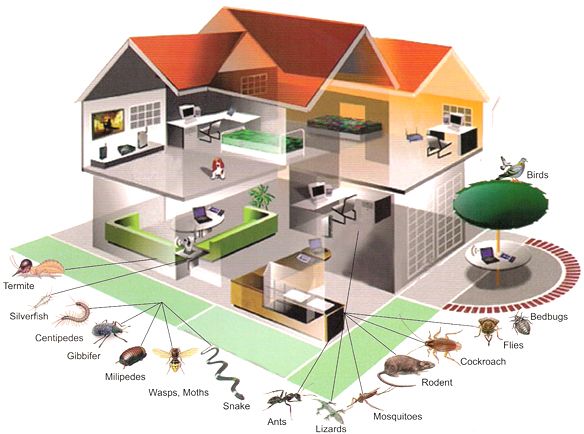 Birds
Termite
Silverfish
Centipedes
Gibbifer
Milipedes
Wasps, Moths
Snake
Ants
Lizards
Mosquitoes
Rodent
Cockroach
Flies
Bedbugs